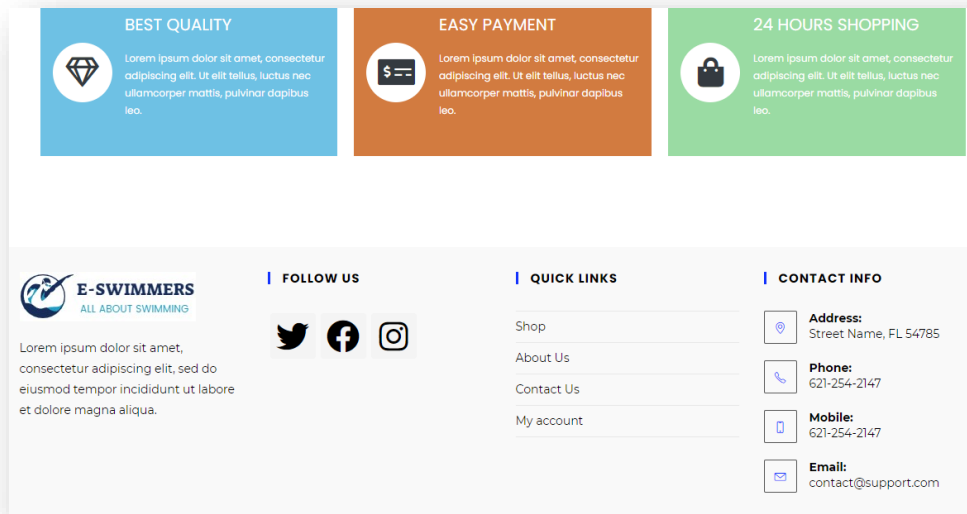 BEST QUALITY
Lorem ipsum dolor sit amet, consectetur
adipiscing elit. Ut elit tellus, luctus nec
ullamcorper mattis, pulvinar dapibus
leo.
EASY PAYMENT
Lorem ipsum dolor sit amet, consectetur
adipiscing elit. Ut elit tellus, luctus nec
ullamcorper mattis, pulvinar dapibus
leo.
24 HOURS SHOPPING
Lorem ipsum dolor sit amet, consectetur
adipiscing elit. Ut elit tellus, luctus nec
ullamcorper mattis, pulvinar dapibus
leo.
E-SWIMMERS
ALL ABOUT SWIMMING
Lorem ipsum dolor sit amet,
consectetur adipiscing elit, sed do
eiusmod tempor incididunt ut labore
et dolore magna aliqua.
FOLLOW US
QUICK LINKS
Shop
About Us
Contact Us
My account
CONTACT INFO
Address:
Street Name, FL 54785
Phone:
621-254-2147
Mobile:
621-254-2147
Email:
contact@support.com